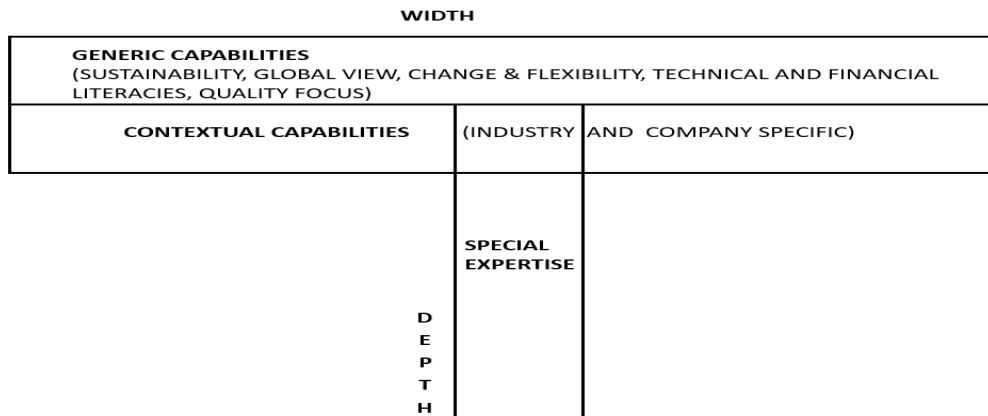 WIDTH
GENERIC CAPABILITIES
(SUSTAINABILITY, GLOBAL VIEW, CHANGE & FLEXIBILITY, TECHNICAL AND FINANCIAL
LITERACIES, QUALITY FOCUS)
CONTEXTUAL CAPABILITIES (INDUSTRY AND COMPANY SPECIFIC)
SPECIAL
EXPERTISE
D
E
P
T
H